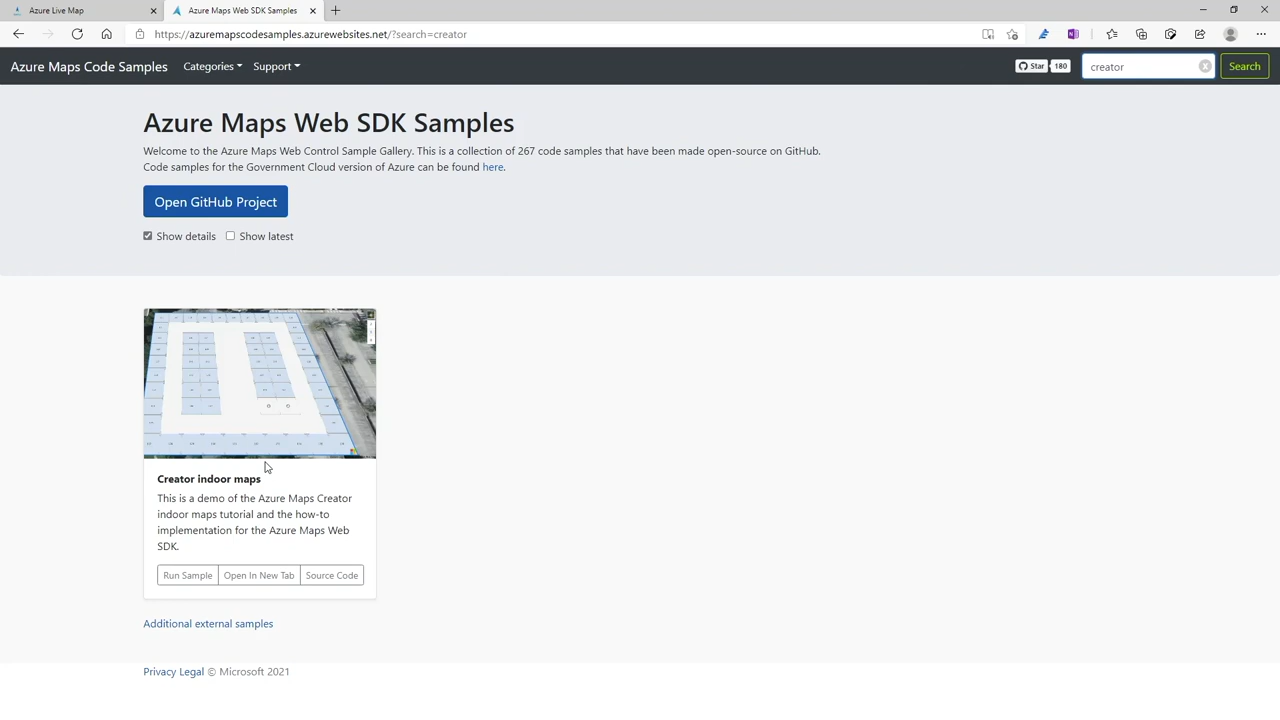 Azure Live Map
Azure Maps Web SDK Samples
https://azuremapscodesamples.azurewebsites.net/?search=creator
Azure Maps Code Samples
Categories
Support
Star
180
creator
Search
Azure Maps Web SDK Samples
Welcome to the Azure Maps Web Control Sample Gallery. This is a collection of 267 code samples that have been made open-source on GitHub.
Code samples for the Government Cloud version of Azure can be found here.
Open GitHub Project
Show details
Show latest
Creator indoor maps
This is a demo of the Azure Maps Creator
indoor maps tutorial and the how-to
implementation for the Azure Maps Web
SDK.
Run Sample
Open In New Tab
Source Code
Additional external samples
Privacy Legal © Microsoft 2021